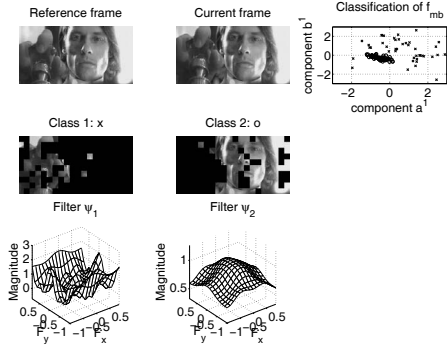 Reference frame
Current frame
Classification of f_mb
component b^1
2
0
−2
−2
0
2
component a^1
Class 1: x
Class 2: o
Filter ψ_1
Filter ψ_2
Magnitude
3
2
1
0
0.5
0
−1
−1
0.5
F_y
F_x
Magnitude
1
0.5
0.5
0
−1
−1
0.5
F_y
F_x